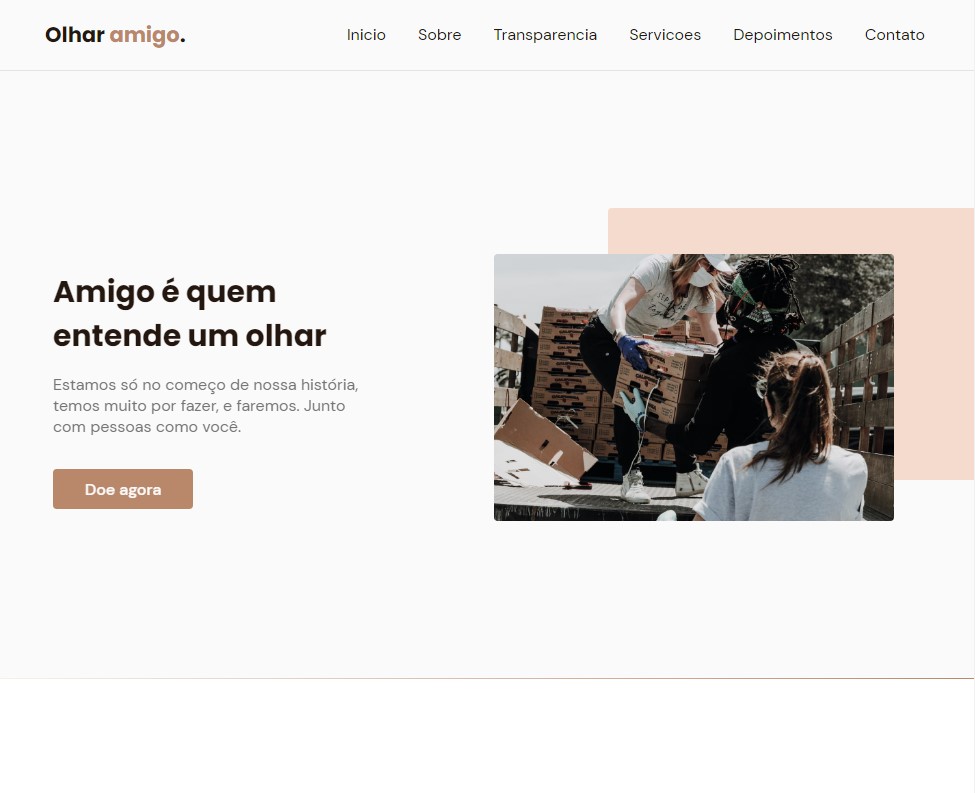 Olhar amigo.
Inicio Sobre Transparencia Servicoes Depoimentos Contato
Amigo é quem
entende um olhar
Estamos só no começo de nossa história,
temos muito por fazer, e faremos. Junto
com pessoas como você.
Doe agora